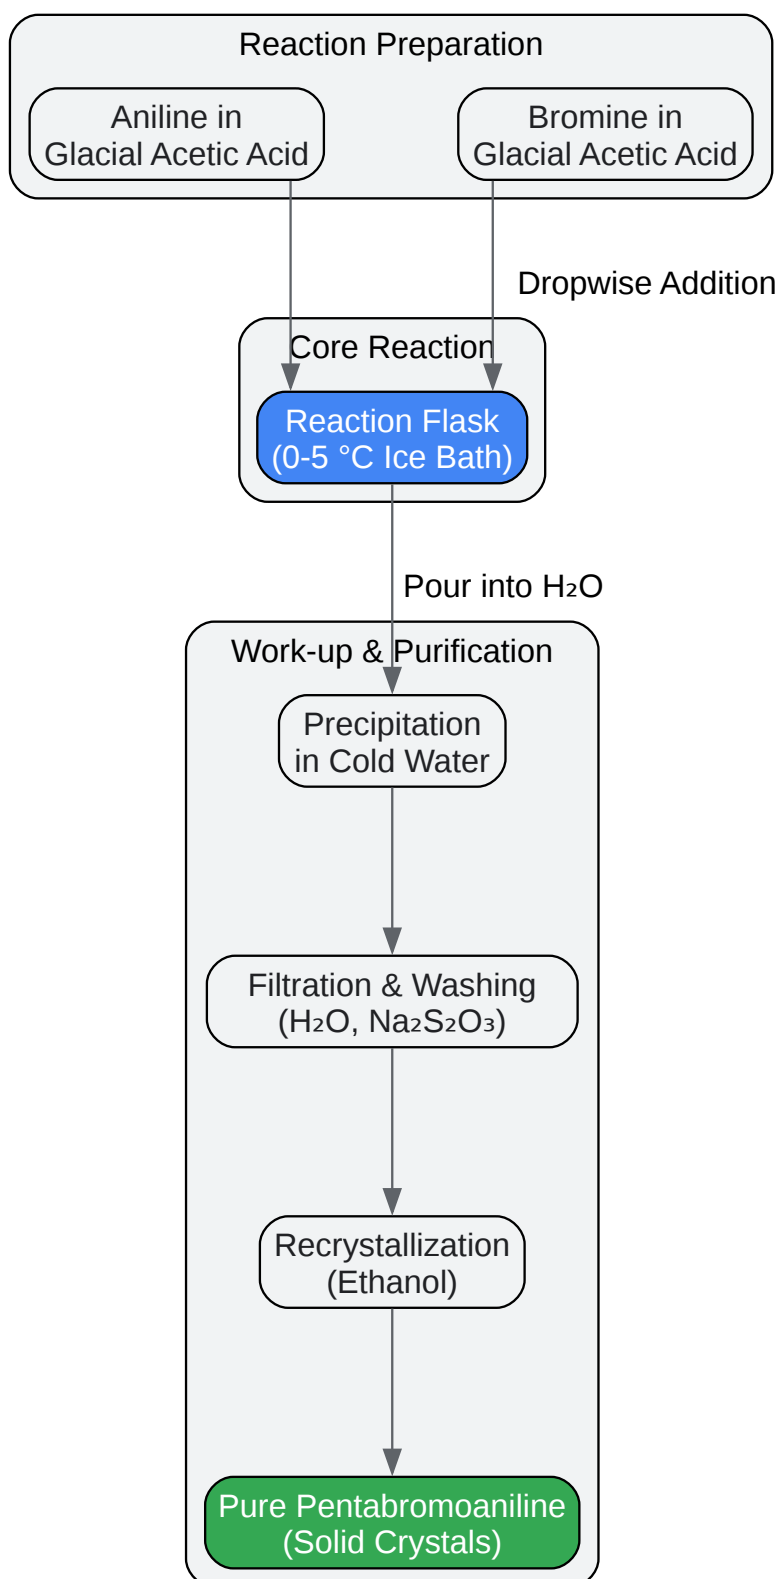 Reaction Preparation
Aniline in
Glacial Acetic Acid
Bromine in
Glacial Acetic Acid
Dropwise Addition
Core Reaction
Reaction Flask
(0-5 °C Ice Bath)
Pour into H₂O
Work-up & Purification
Precipitation
in Cold Water
Filtration & Washing
(H₂O, Na₂S₂O₃)
Recrystallization
(Ethanol)
Pure Pentabromoaniline
(Solid Crystals)